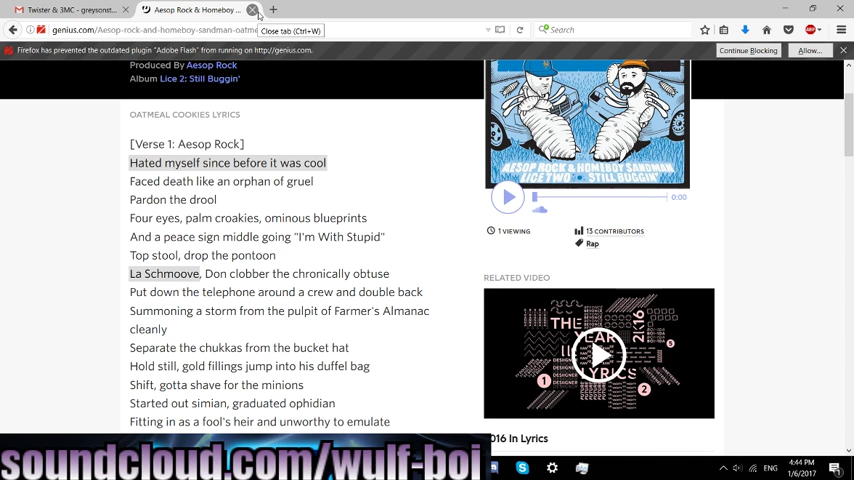 Twister & 3MC - greysonst...
Aesop Rock & Homeboy ...
genius.com/Aesop-Rock-and-homeboy-sandman-oatme
Search
Close tab (Ctrl+W)
Firefox has prevented the outdated plugin "Adobe Flash" from running on http://genius.com.
Continue Blocking
Allow...
Produced By Aesop Rock
Album Lice 2: Still Buggin'
OATMEAL COOKIES LYRICS
[Verse 1: Aesop Rock]
Hated myself since before it was cool
Faced death like an orphan of gruel
Pardon the drool
Four eyes, palm croakies, ominous blueprints
And a peace sign middle going "I'm With Stupid"
Top stool, drop the pontoon
La Schmoove, Don clobber the chronically obtuse
Put down the telephone around a crew and double back
Summoning a storm from the pulpit of Farmer's Almanac
cleanly
Separate the chukkas from the bucket hat
Hold still, gold fillings jump into his duffel bag
Shift, gotta shave for the minions
Started out simian, graduated ophidian
Fitting in as a fool's heir and unworthy to emulate
AESOP ROCK & HOMEBOY SANDMAN
LICE TWO - STILL BUGGIN'
0:00
1 VIEWING
13 CONTRIBUTORS
Rap
RELATED VIDEO
THE
YEAR
2K16
IN
LYRICS
DESIGNER
1
2
5
2016 In Lyrics
soundcloud.com/wulf-boi
ENG
4:44 PM
1/6/2017